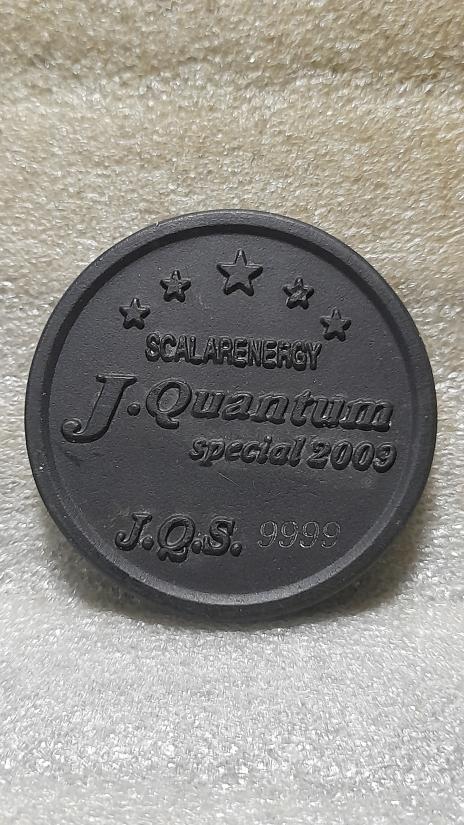 SCALARENERGY
J.Quantum
special 2009
J.Q.S. 9999